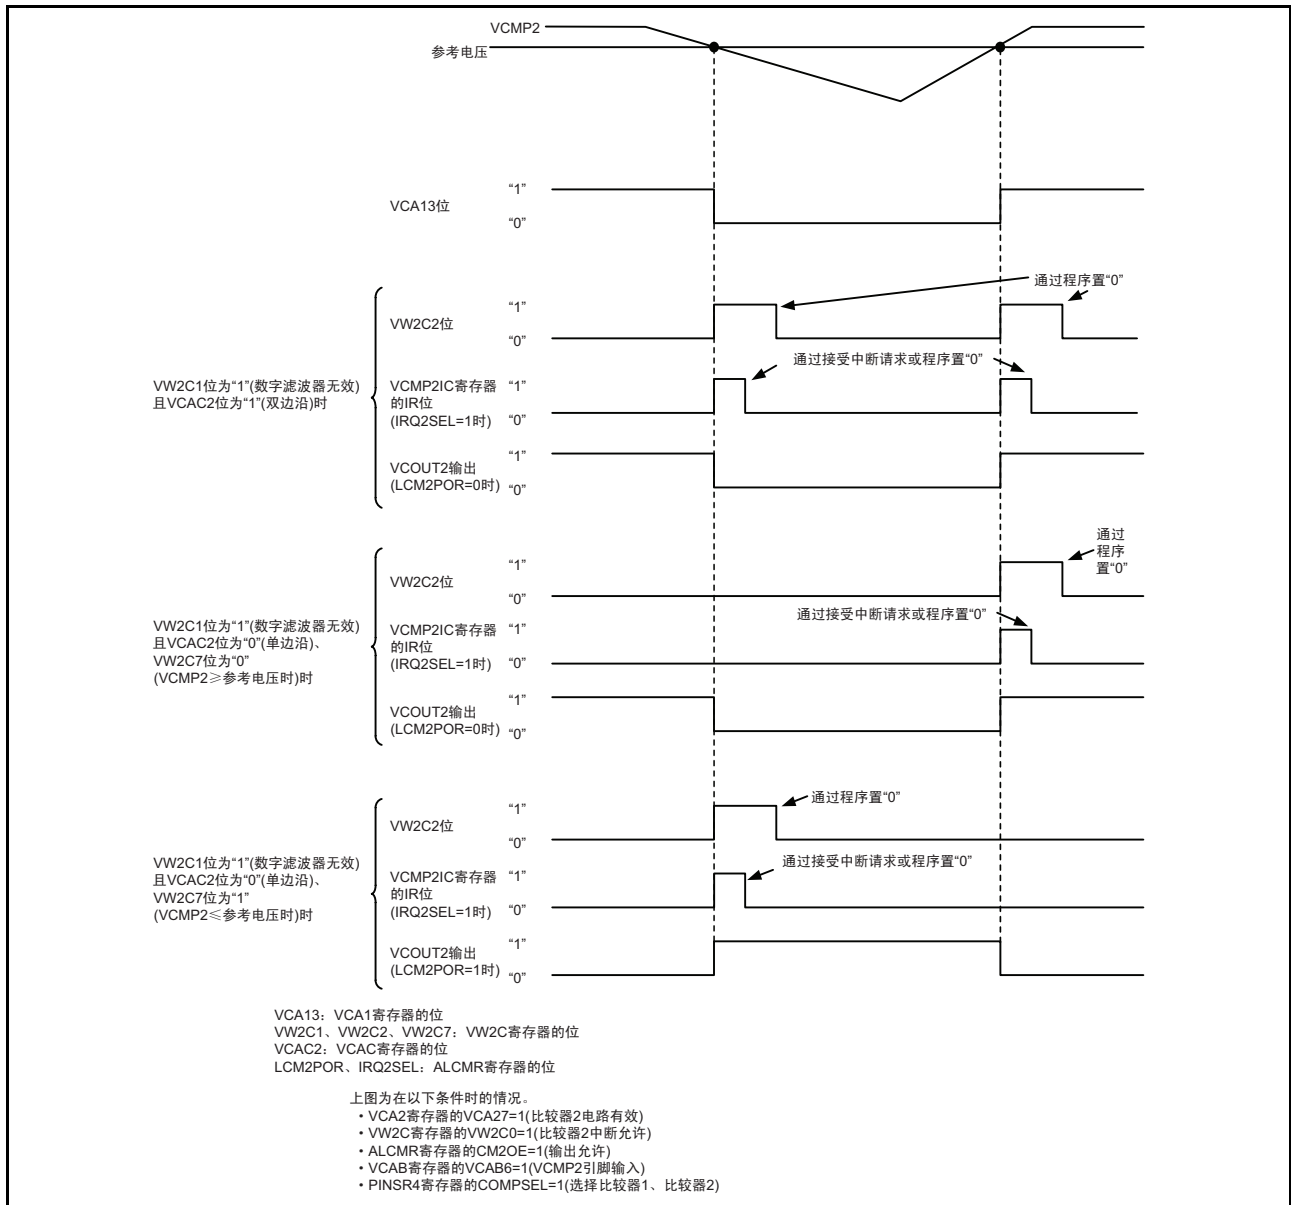 VCMP2
参考电压
“1”
VCA13位
“0”
通过程序置“0”
“1”
VW2C2位
“0”
通过接受中断请求或程序置“0”
VW2C1位为“1”(数字滤波器无效)
且VCAC2位为“1”(双边沿)时
VCMP2IC寄存器
的IR位
(IRQ2SEL=1时)
“1”
“0”
VCOUT2输出
(LCM2POR=0时)
“1”
“0”
通过
程序
置“0”
“1”
VW2C2位
“0”
通过接受中断请求或程序置“0”
VW2C1位为“1”(数字滤波器无效)
且VCAC2位为“0”(单边沿)、
VW2C7位为“0”
(VCMP2≥参考电压时)时
VCMP2IC寄存器
的IR位
(IRQ2SEL=1时)
“1”
“0”
VCOUT2输出
(LCM2POR=0时)
“1”
“0”
通过程序置“0”
“1”
VW2C2位
“0”
通过接受中断请求或程序置“0”
VW2C1位为“1”(数字滤波器无效)
且VCAC2位为“0”(单边沿)、
VW2C7位为“1”
(VCMP2≤参考电压时)时
VCMP2IC寄存器
的IR位
(IRQ2SEL=1时)
“1”
“0”
VCOUT2输出
(LCM2POR=1时)
“1”
“0”
VCA13：VCA1寄存器的位
VW2C1、VW2C2、VW2C7：VW2C寄存器的位
VCAC2：VCAC寄存器的位
LCM2POR、IRQ2SEL：ALCMR寄存器的位
上图为在以下条件时的情况。
・VCA2寄存器的VCA27=1(比较器2电路有效)
・VW2C寄存器的VW2C0=1(比较器2中断允许)
・ALCMR寄存器的CM2OE=1(输出允许)
・VCAB寄存器的VCAB6=1(VCMP2引脚输入)
・PINSR4寄存器的COMPSEL=1(选择比较器1、比较器2)